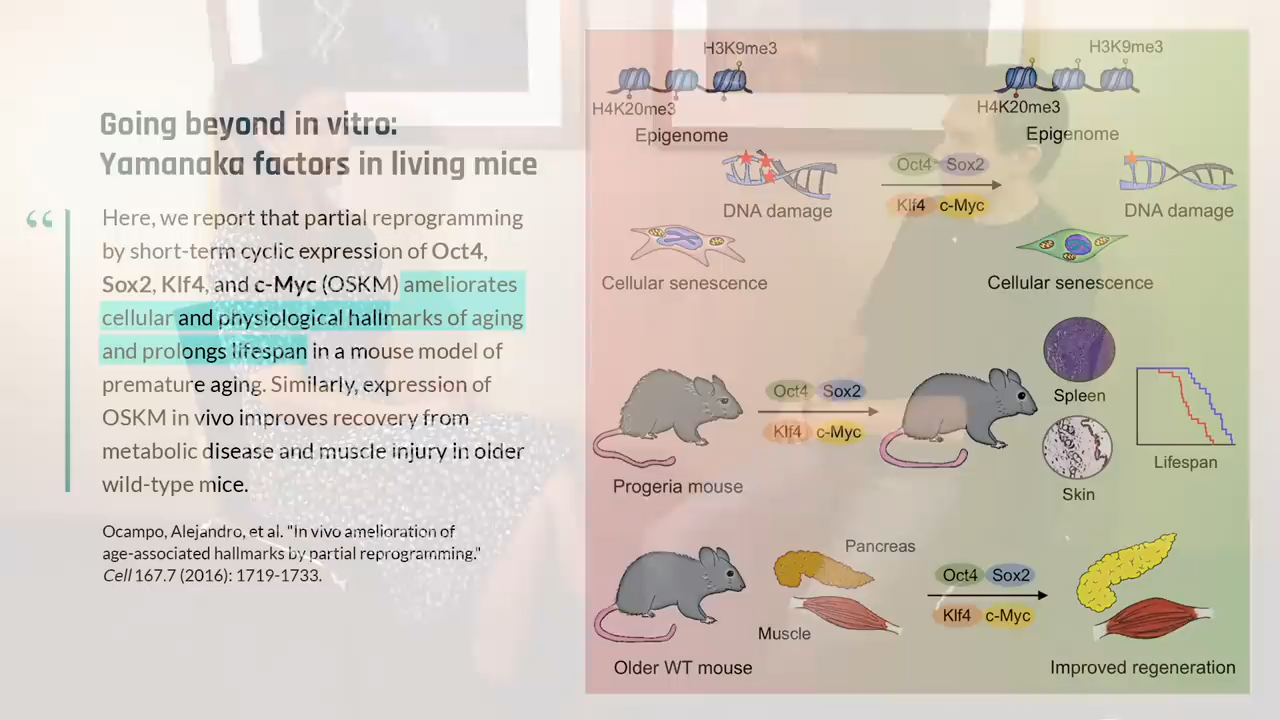 Going beyond in vitro:
Yamanaka factors in living mice
“
Here, we report that partial reprogramming
by short-term cyclic expression of Oct4,
Sox2, Klf4, and c-Myc (OSKM) ameliorates
cellular and physiological hallmarks of aging
and prolongs lifespan in a mouse model of
premature aging. Similarly, expression of
OSKM in vivo improves recovery from
metabolic disease and muscle injury in older
wild-type mice.
Ocampo, Alejandro, et al. "In vivo amelioration of
age-associated hallmarks by partial reprogramming."
Cell 167.7 (2016): 1719-1733.
H3K9me3
H4K20me3
Epigenome
H3K9me3
H4K20me3
Epigenome
DNA damage
Oct4 Sox2
Klf4 c-Myc
DNA damage
Cellular senescence
Cellular senescence
Progeria mouse
Oct4 Sox2
Klf4 c-Myc
Spleen
Skin
Lifespan
Older WT mouse
Pancreas
Muscle
Oct4 Sox2
Klf4 c-Myc
Improved regeneration